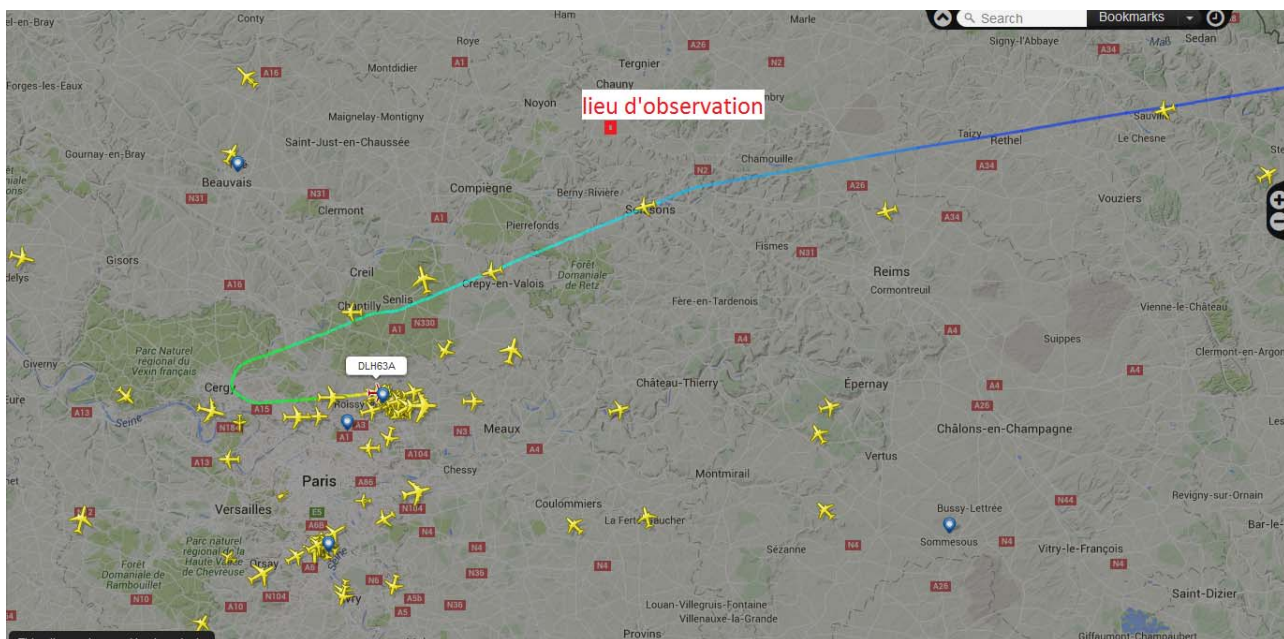 el-en-Bray
Conty
Ham
Marle
Search
Bookmarks
Sedan
Roye
A26
N2
Signy-l'Abbaye
A34
Maß
Montdidier
A1
Tergnier
A16
Forges-les-Eaux
Chauny
lieu d'observation
Noyon
Maignelay-Montigny
x
Saint-Just-en-Chaussée
Taizy
Rethel
Le Chesne
Gournay-en-Bray
Beauvais
N31
N31
Compiègne
N2
Chamouille
A34
Berny-Rivière
A26
Vouziers
Clermont
A1
A34
Pierrefonds
Fismes
N31
Gisors
Creil
Forêt
Domaniale
de Retz
Reims
A16
Crépy-en-Valois
Cormontreuil
Chantilly
Senlis
Fère-en-Tardenois
Vienne-le-Château
A1
N330
A4
A4
Suippes
Giverny
Parc Naturel
régional du
Vexin français
Clermont-en-Argon
DLH63A
Cergy
Château-Thierry
Épernay
A4
A4
Eure
A13
Seine
A15
Roissy
A26
N184
A1
A3
N3
Meaux
Châlons-en-Champagne
A4
A13
A104
Chessy
Vertus
Montmirail
Paris
A86
Versailles
N104
Coulommiers
N44
Revigny-sur-Ornain
E5
A6B
Bussy-Lettrée
N4
La Ferté-Gaucher
Bar-le-
Parc naturel
régional de la
Haute Vallée
de Chevreuse
Orsay
A6
N4
Sézanne
N4
Sommesous
N4
Vitry-le-François
Forêt
Domaniale de
Rambouillet
N104
N6
N36
A26
N10
A10
A5b
A5
N36
Louan-Villegruis-Fontaine
Villenauxe-la-Grande
Saint-Dizier
N4
Provins
Giffaumont-Champaubert